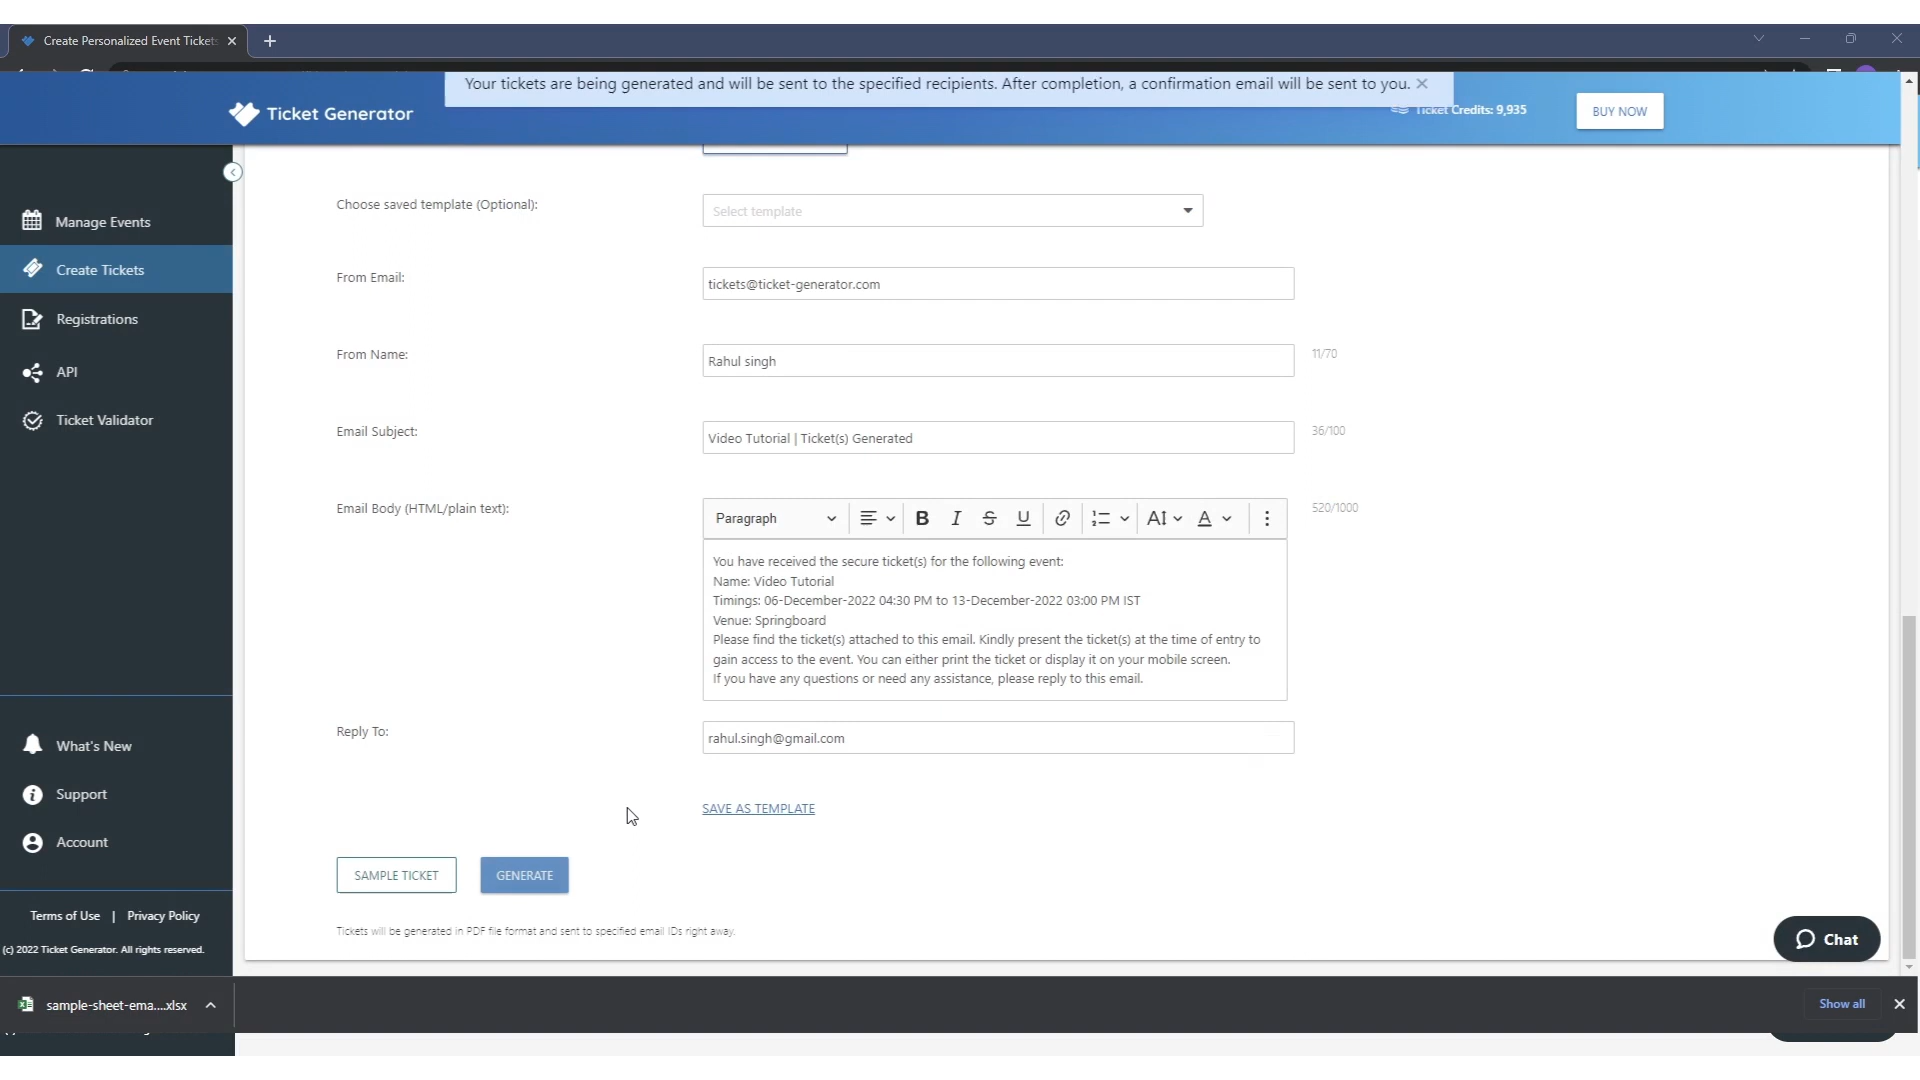 Create Personalized Event Tickets
Your tickets are being generated and will be sent to the specified recipients. After completion, a confirmation email will be sent to you.
Ticket Generator
Ticket Credits: 9,935
BUY NOW
Manage Events
Create Tickets
Registrations
API
Ticket Validator
What's New
Support
Account
Terms of Use | Privacy Policy
(c) 2022 Ticket Generator. All rights reserved.
Choose saved template (Optional):
Select template
From Email:
tickets@ticket-generator.com
From Name:
Rahul singh
11/70
Email Subject:
Video Tutorial | Ticket(s) Generated
36/100
Email Body (HTML/plain text):
Paragraph
520/1000
You have received the secure ticket(s) for the following event:
Name: Video Tutorial
Timings: 06-December-2022 04:30 PM to 13-December-2022 03:00 PM IST
Venue: Springboard
Please find the ticket(s) attached to this email. Kindly present the ticket(s) at the time of entry to
gain access to the event. You can either print the ticket or display it on your mobile screen.
If you have any questions or need any assistance, please reply to this email.
Reply To:
rahul.singh@gmail.com
SAVE AS TEMPLATE
SAMPLE TICKET
GENERATE
Tickets will be generated in PDF file format and sent to specified email IDs right away.
Chat
sample-sheet-ema....xlsx
Show all